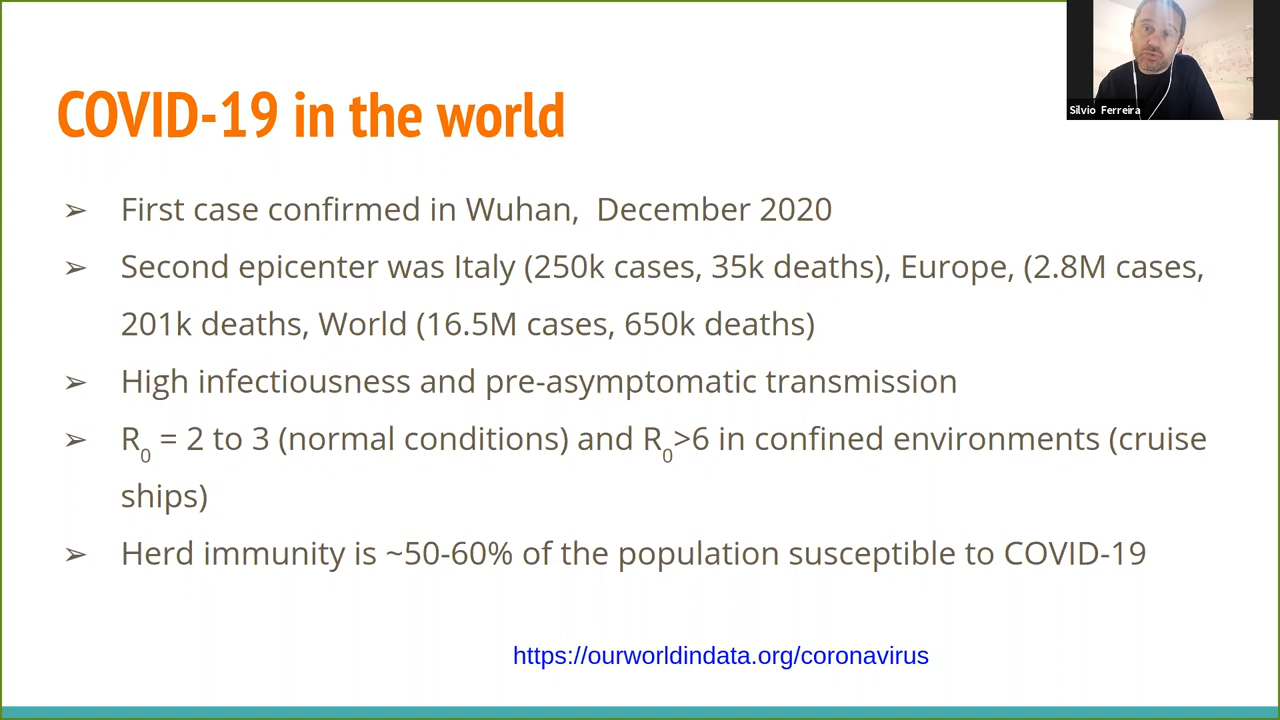 Silvio Ferreira
COVID-19 in the world
➢ First case confirmed in Wuhan,  December 2020
➢ Second epicenter was Italy (250k cases, 35k deaths), Europe, (2.8M cases,
201k deaths, World (16.5M cases, 650k deaths)
➢ High infectiousness and pre-asymptomatic transmission
➢ R0 = 2 to 3 (normal conditions) and R0>6 in confined environments (cruise
ships)
➢ Herd immunity is ~50-60% of the population susceptible to COVID-19
https://ourworldindata.org/coronavirus